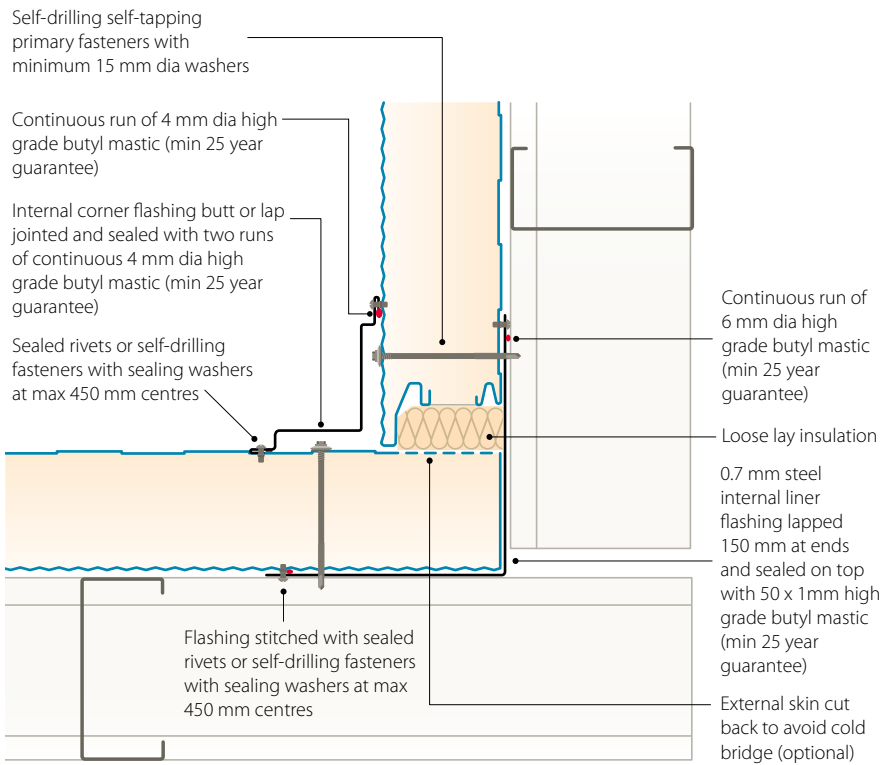 Self-drilling self-tapping
primary fasteners with
minimum 15 mm dia washers
Continuous run of 4 mm dia high
grade butyl mastic (min 25 year
guarantee)
Internal corner flashing butt or lap
jointed and sealed with two runs
of continuous 4 mm dia high
grade butyl mastic (min 25 year
guarantee)
Sealed rivets or self-drilling
fasteners with sealing washers
at max 450 mm centres
Flashing stitched with sealed
rivets or self-drilling fasteners
with sealing washers at max
450 mm centres
Continuous run of
6 mm dia high
grade butyl mastic
(min 25 year
guarantee)
Loose lay insulation
0.7 mm steel
internal liner
flashing lapped
150 mm at ends
and sealed on top
with 50 x 1mm high
grade butyl mastic
(min 25 year
guarantee)
External skin cut
back to avoid cold
bridge (optional)